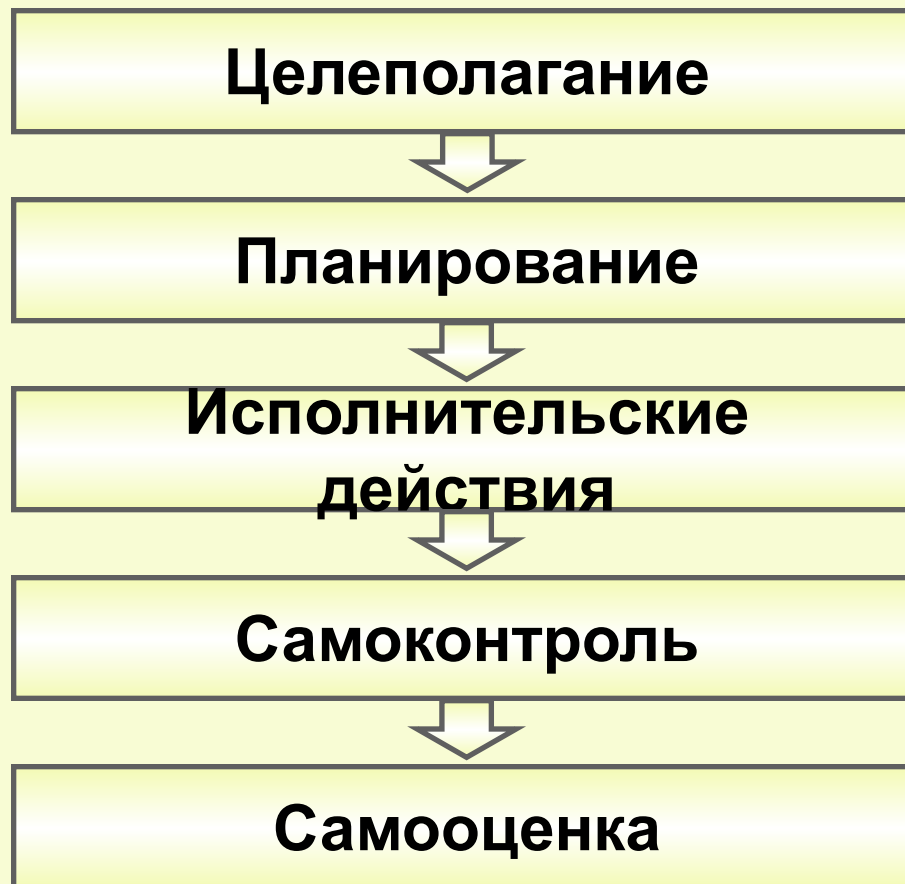 Целеполагание
Планирование
Исполнительские
действия
Самоконтроль
Самооценка